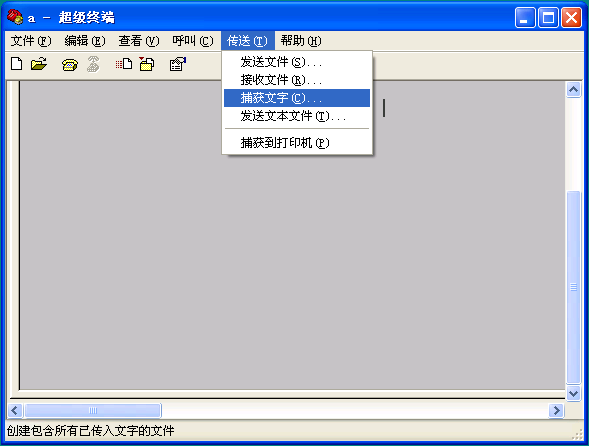 a - 超级终端
文件(F) 编辑(E) 查看(V) 呼叫(C) 传送(T) 帮助(H)
发送文件(S)...
接收文件(R)...
捕获文字(C)...
发送文本文件(T)...
捕获到打印机(P)
创建包含所有已传入文字的文件